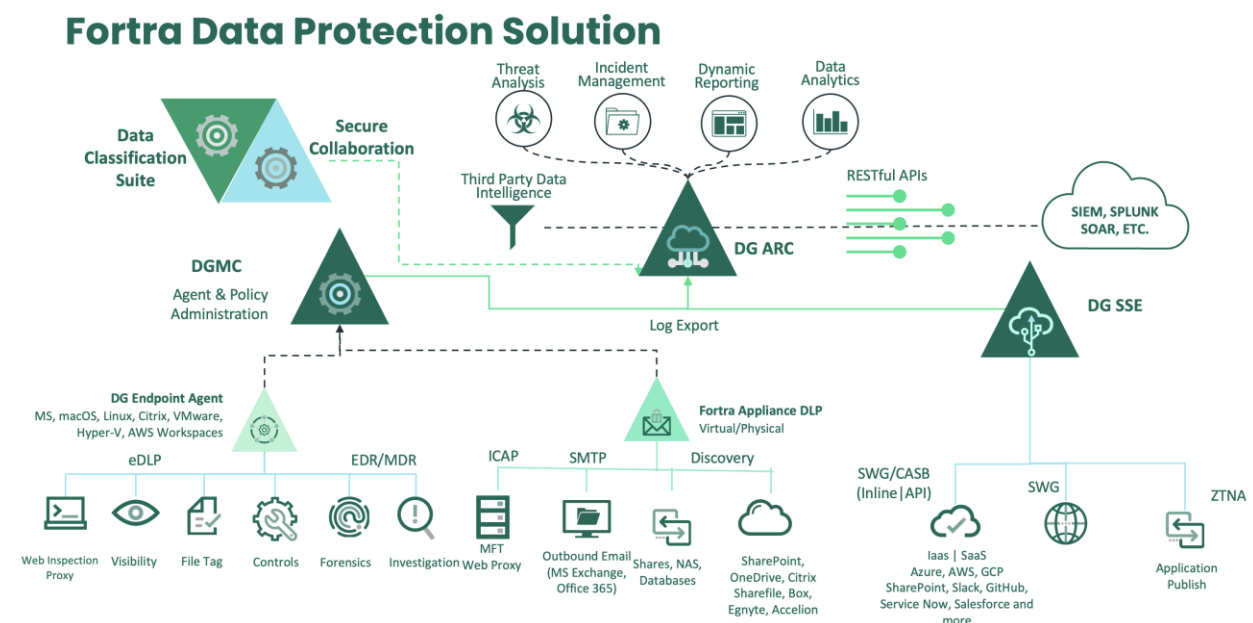 Fortra Data Protection Solution
Threat
Analysis
Incident
Management
Dynamic
Reporting
Data
Analytics
Data
Classification
Suite
Secure
Collaboration
Third Party Data
Intelligence
RESTful APIs
SIEM, SPLUNK
SOAR, ETC.
DG ARC
DGMC
Agent & Policy
Administration
Log Export
DG SSE
DG Endpoint Agent
MS, macOS, Linux, Citrix, VMware,
Hyper-V, AWS Workspaces
Fortra Appliance DLP
Virtual/Physical
eDLP
EDR/MDR
ICAP
SMTP
Discovery
SWG/CASB
(Inline|API)
SWG
ZTNA
Web Inspection
Proxy
Visibility
File Tag
Controls
Forensics
Investigation
MFT
Web Proxy
Outbound Email
(MS Exchange,
Office 365)
Shares, NAS,
Databases
SharePoint,
OneDrive, Citrix
Sharefile, Box,
Egnyte, Accelion
Iaas | SaaS
Azure, AWS, GCP
SharePoint, Slack, GitHub,
Service Now, Salesforce and
more
Application
Publish